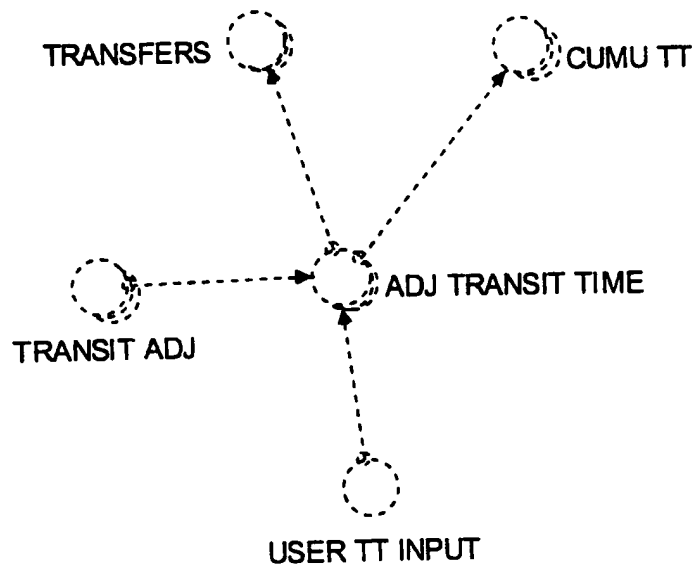 TRANSFERS
CUMU TT
ADJ TRANSIT TIME
TRANSIT ADJ
USER TT INPUT